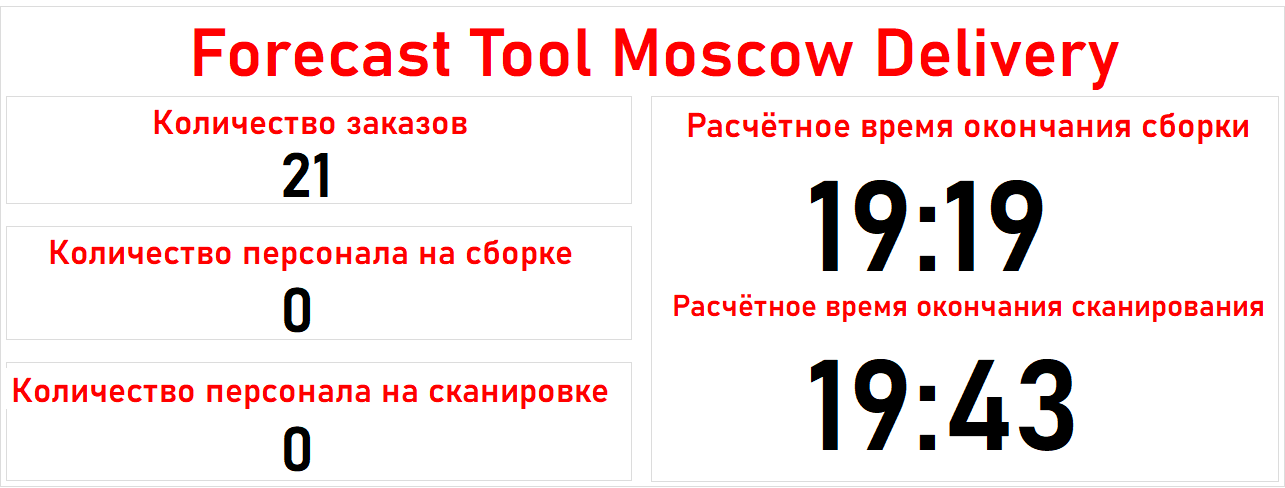 Forecast Tool Moscow Delivery
Количество заказов
21
Количество персонала на сборке
0
Количество персонала на сканировке
0
Расчётное время окончания сборки
19:19
Расчётное время окончания сканирования
19:43